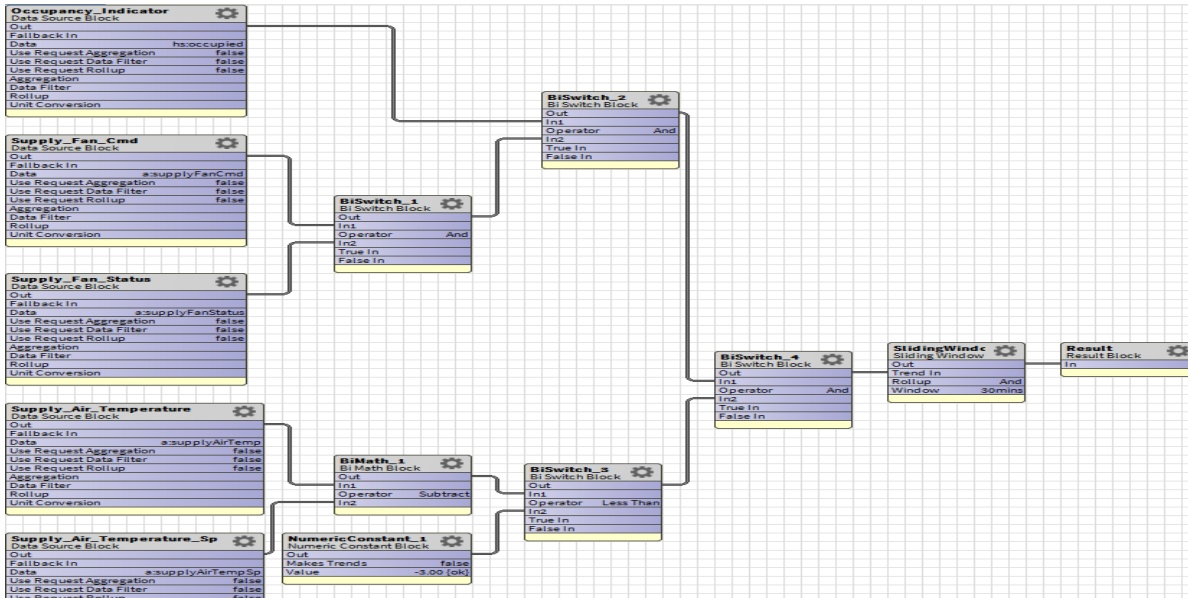 Occupancy_Indicator
Data Source Block
Out
Fallback In
Data hs:occupied
Use Request Aggregation false
Use Request Data Filter false
Use Request Rollup false
Aggregation
Data Filter
Rollup
Unit Conversion
Supply_Fan_Cmd
Data Source Block
Out
Fallback In
Data a:supplyFanCmd
Use Request Aggregation false
Use Request Data Filter false
Use Request Rollup false
Aggregation
Data Filter
Rollup
Unit Conversion
Supply_Fan_Status
Data Source Block
Out
Fallback In
Data a:supplyFanStatus
Use Request Aggregation false
Use Request Data Filter false
Use Request Rollup false
Aggregation
Data Filter
Rollup
Unit Conversion
Supply_Air_Temperature
Data Source Block
Out
Fallback In
Data a:supplyAirTemp
Use Request Aggregation false
Use Request Data Filter false
Use Request Rollup false
Aggregation
Data Filter
Rollup
Unit Conversion
Supply_Air_Temperature_Sp
Data Source Block
Out
Fallback In
Data a:supplyAirTempSp
Use Request Aggregation false
Use Request Data Filter false
Use Request Rollup false
BiSwitch_1
Bi Switch Block
Out
In1
Operator And
In2
True In
False In
BiMath_1
Bi Math Block
Out
In1
Operator Subtract
In2
NumericConstant_1
Numeric Constant Block
Out
Makes Trends false
Value -3.00 {ok}
BiSwitch_2
Bi Switch Block
Out
In1
Operator And
In2
True In
False In
BiSwitch_3
Bi Switch Block
Out
In1
Operator Less Than
In2
True In
False In
BiSwitch_4
Bi Switch Block
Out
In1
Operator And
In2
True In
False In
SlidingWindc
Sliding Window
Out
Trend In
Rollup And
Window 30mins
Result
Result Block
In